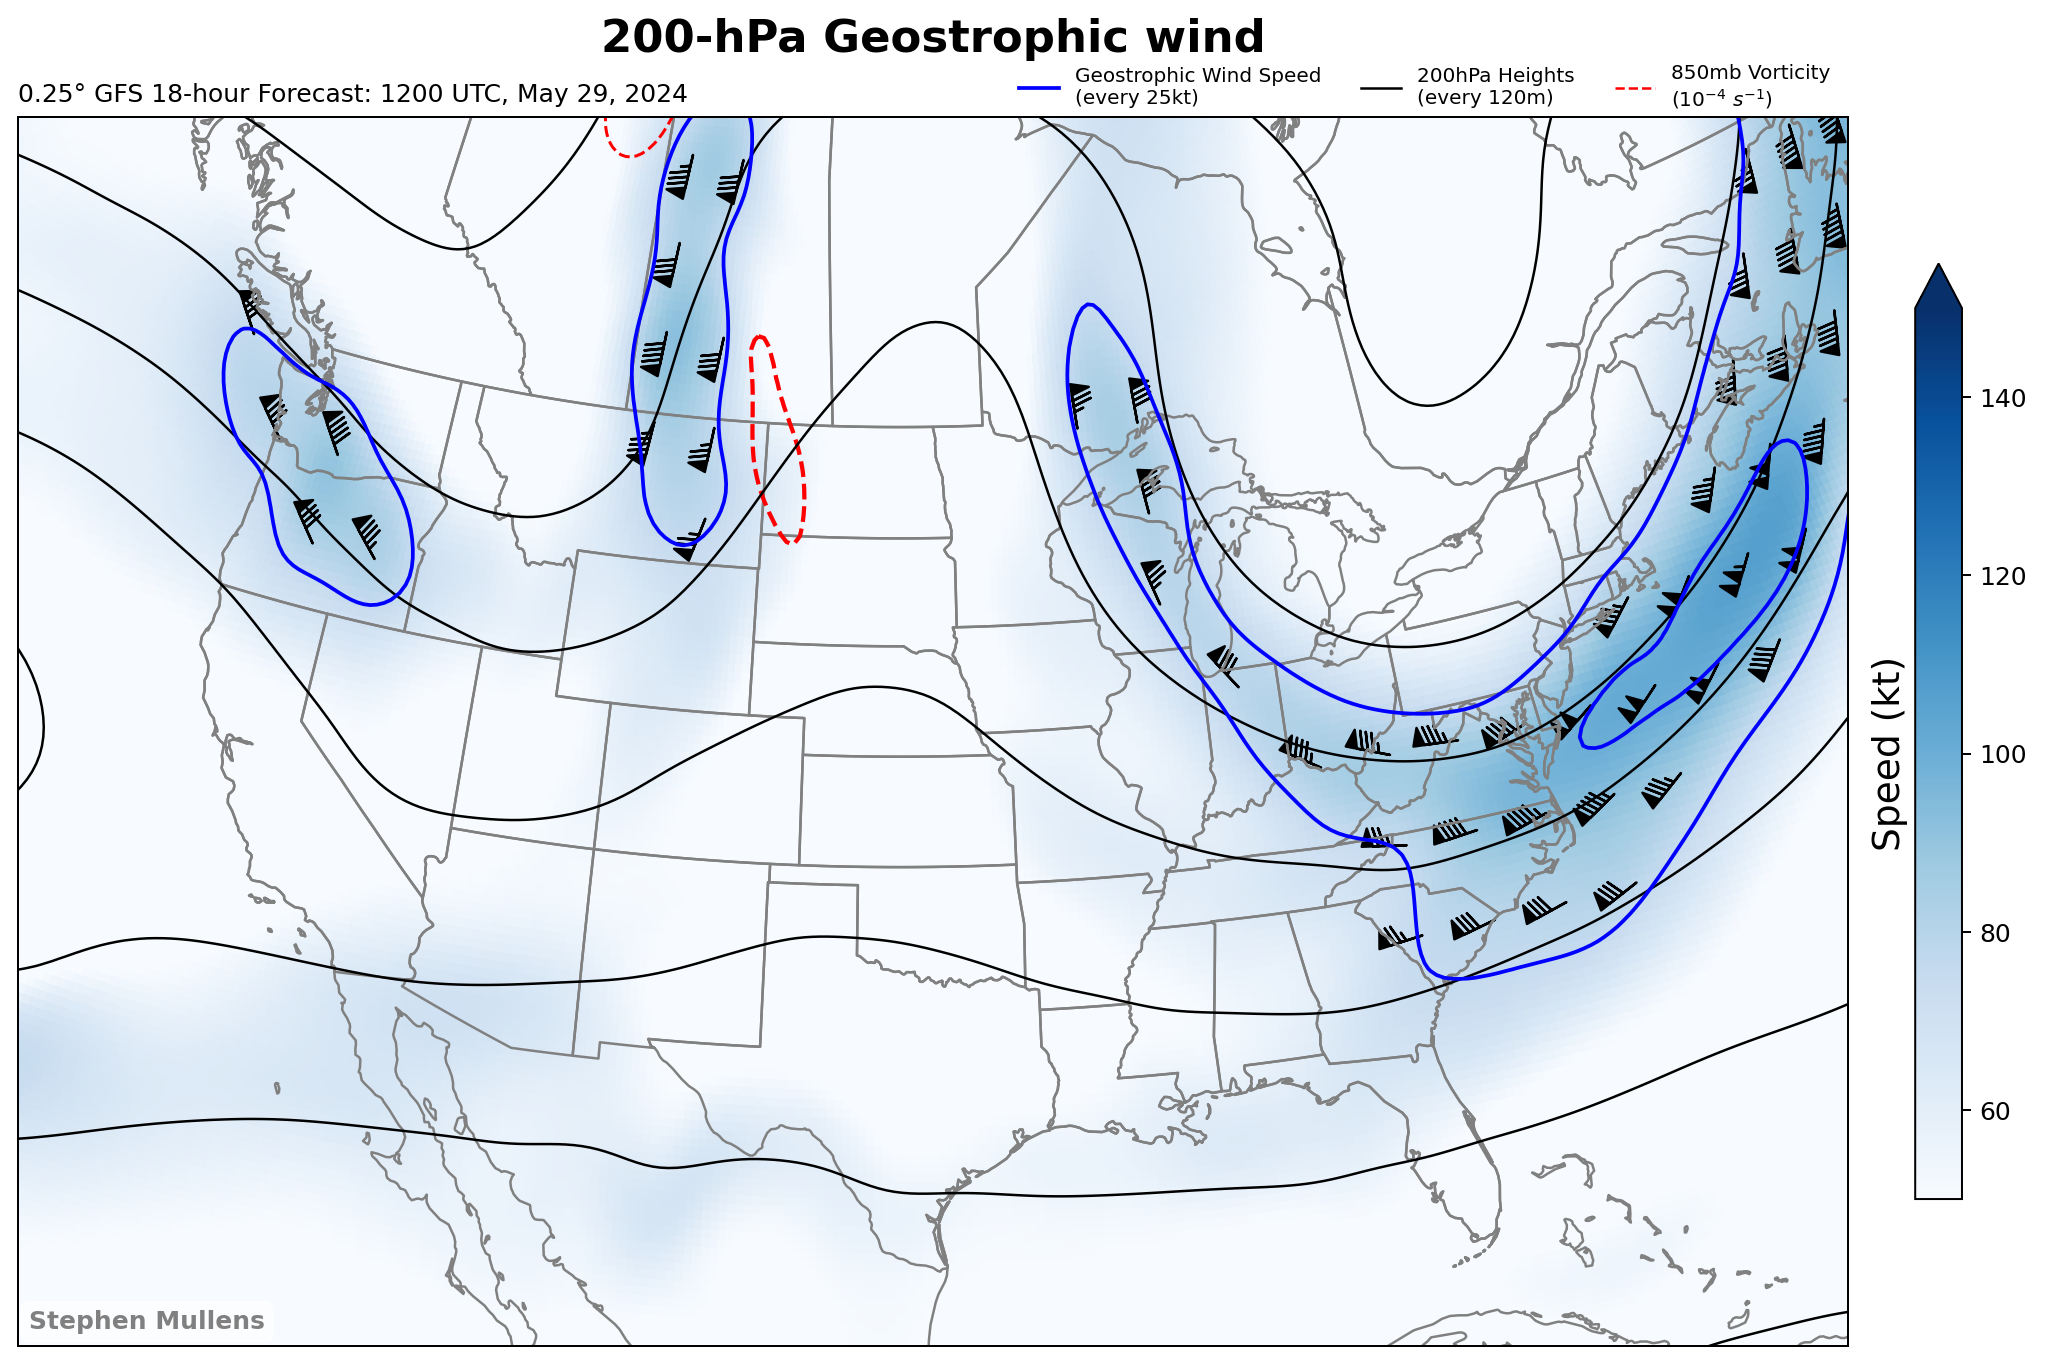 200-hPa Geostrophic wind
0.25° GFS 18-hour Forecast: 1200 UTC, May 29, 2024
Geostrophic Wind Speed
(every 25kt)
200hPa Heights
(every 120m)
850mb Vorticity
(10⁻⁴ s⁻¹)
140
120
100
80
60
Speed (kt)
Stephen Mullens